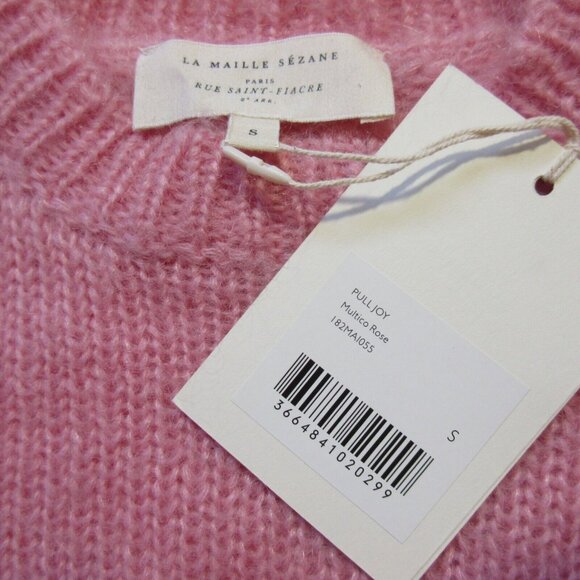 LA MAILLE SÉZANE
PARIS
RUE SAINT-FIACRE
2e ARR.
S
PULL JOY
Multico Rose
182MAI055
3664841020299
S